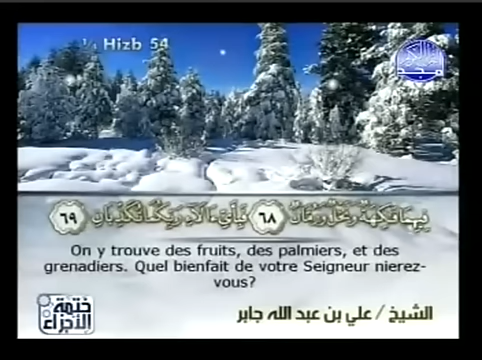 ¼ Hizb 54
المجد
فِيهِمَا فَاكِهَةٌ وَنَخْلٌ وَرُمَّانٌ ٦٨ فَبِأَيِّ آلَاءِ رَبِّكُمَا تُكَذِّبَانِ ٦٩
On y trouve des fruits, des palmiers, et des
grenadiers. Quel bienfait de votre Seigneur nierez-
vous?
ختمة
الأجزاء
الشيخ / علي بن عبد الله جابر